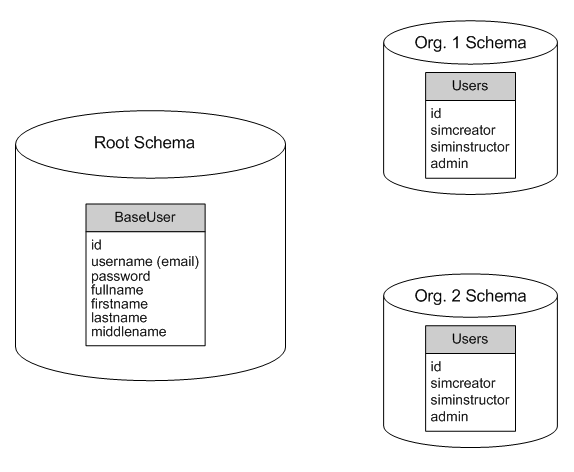 Root Schema
BaseUser
id
username (email)
password
fullname
firstname
lastname
middlename
Org. 1 Schema
Users
id
simcreator
siminstructor
admin
Org. 2 Schema
Users
id
simcreator
siminstructor
admin